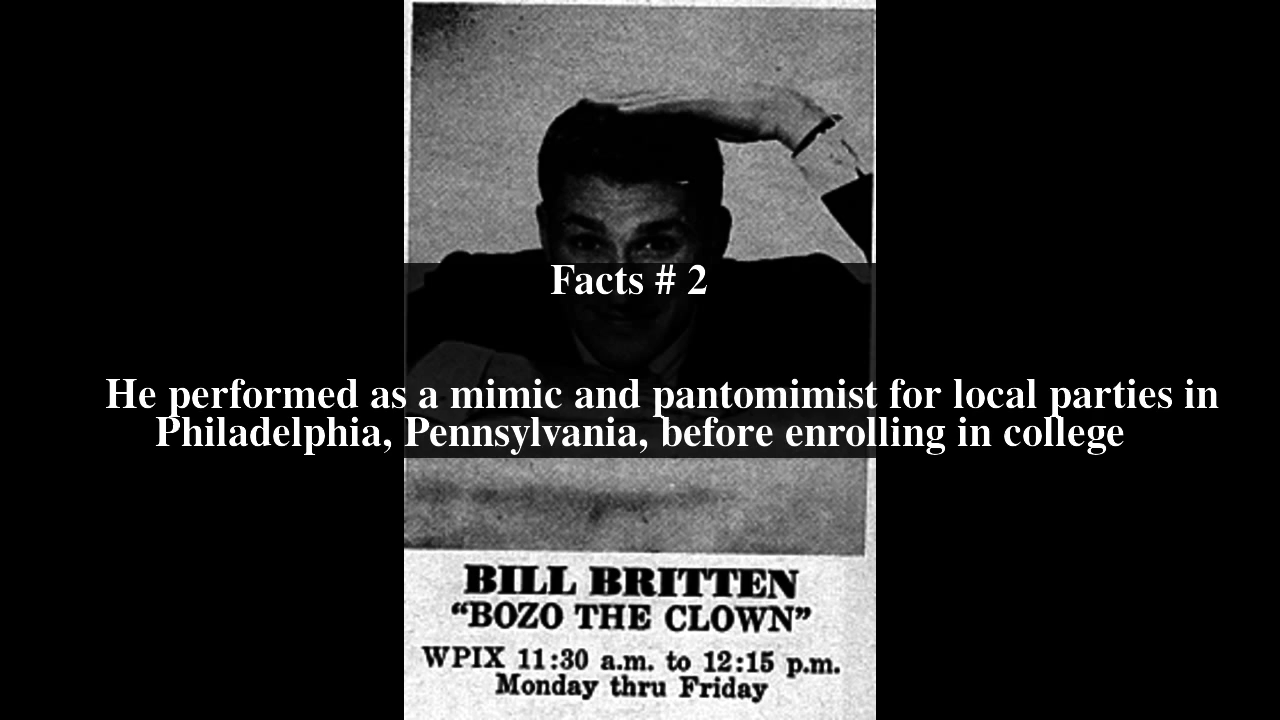 Facts # 2
He performed as a mimic and pantomimist for local parties in
Philadelphia, Pennsylvania, before enrolling in college
BILL BRITTEN
“BOZO THE CLOWN”
WPIX 11:30 a.m. to 12:15 p.m.
Monday thru Friday